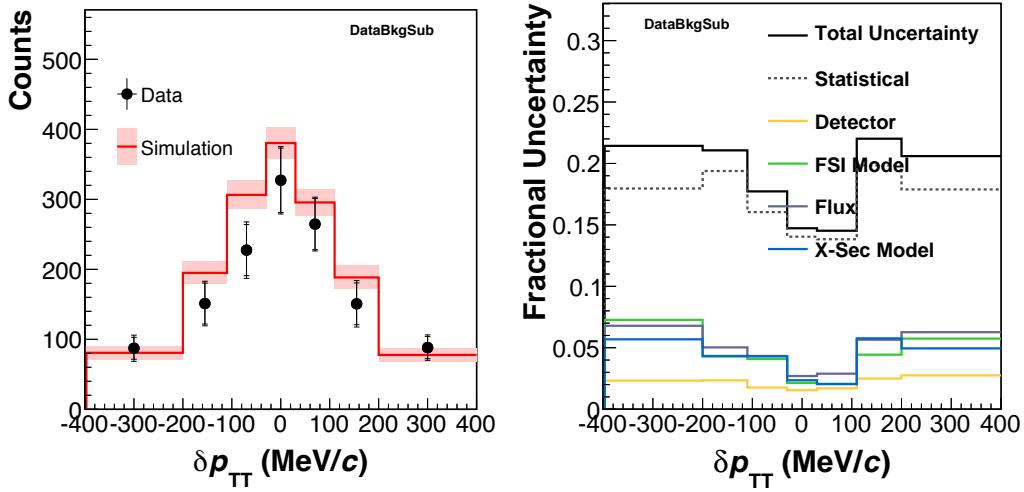 DataBkgSub
Counts
500
400
300
200
100
0
Data
Simulation
-400 -300 -200 -100 0 100 200 300 400
δp_TT (MeV/c)
DataBkgSub
Fractional Uncertainty
0.3
0.25
0.2
0.15
0.1
0.05
0
Total Uncertainty
Statistical
Detector
FSI Model
Flux
X-Sec Model
-400 -300 -200 -100 0 100 200 300 400
δp_TT (MeV/c)